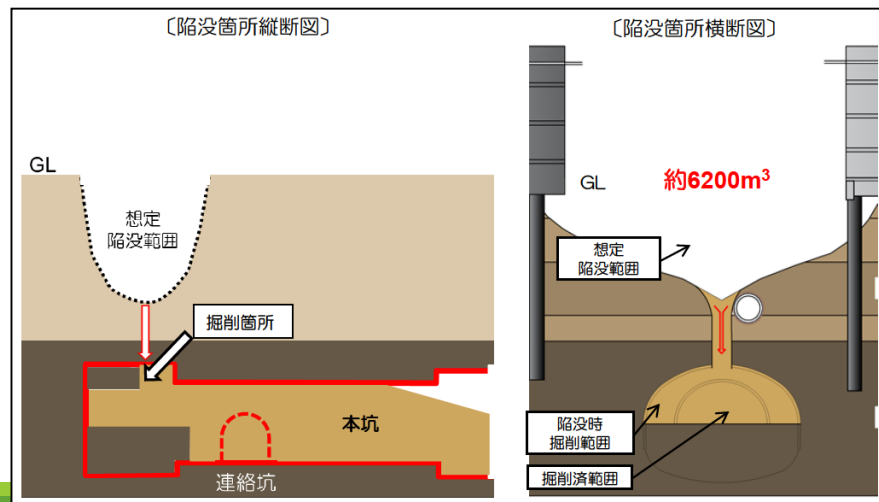 〔陥没箇所縦断図〕
GL
想定
陥没範囲
掘削箇所
本坑
連絡坑
〔陥没箇所横断図〕
GL
約6200m³
想定
陥没範囲
陥没時
掘削範囲
掘削済範囲